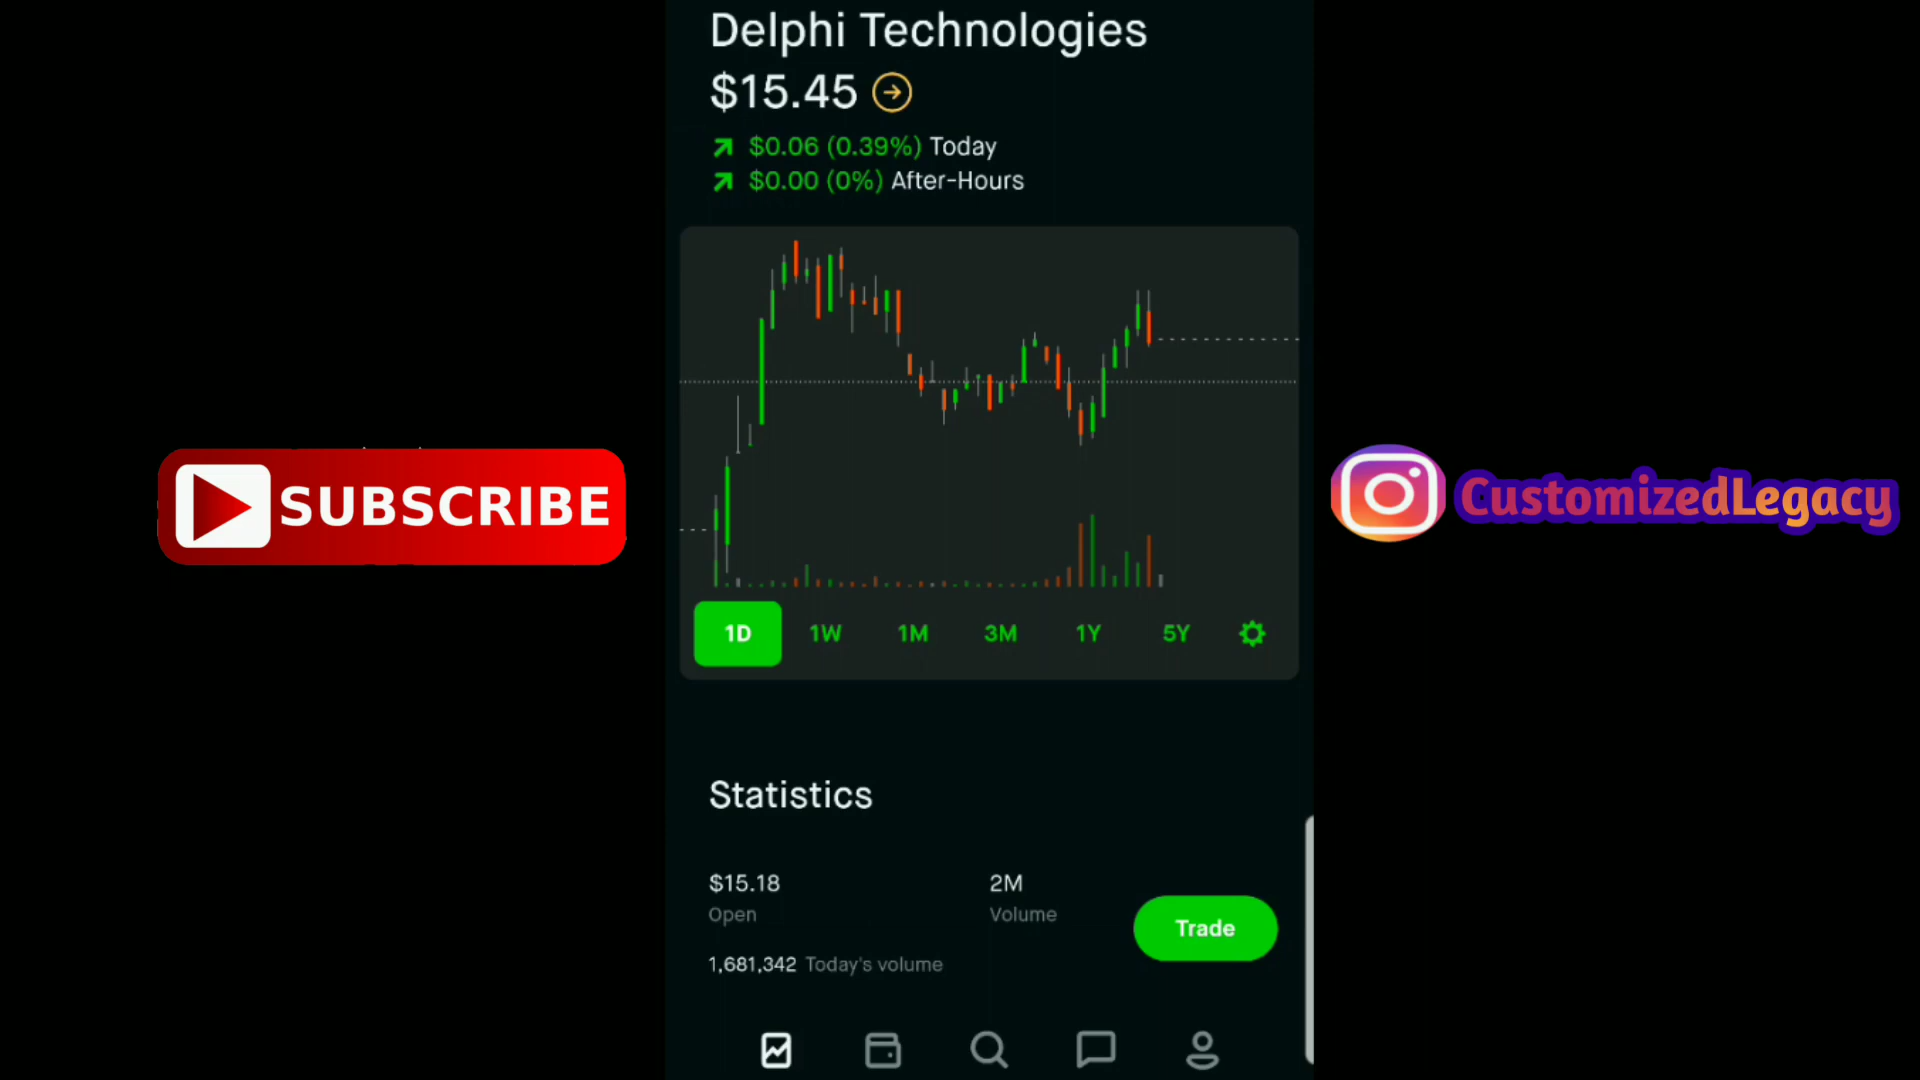 Delphi Technologies
$15.45
$0.06 (0.39%) Today
$0.00 (0%) After-Hours
SUBSCRIBE
CustomizedLegacy
1D 1W 1M 3M 1Y 5Y
Statistics
$15.18 2M
Open Volume
Trade
1,681,342 Today's volume